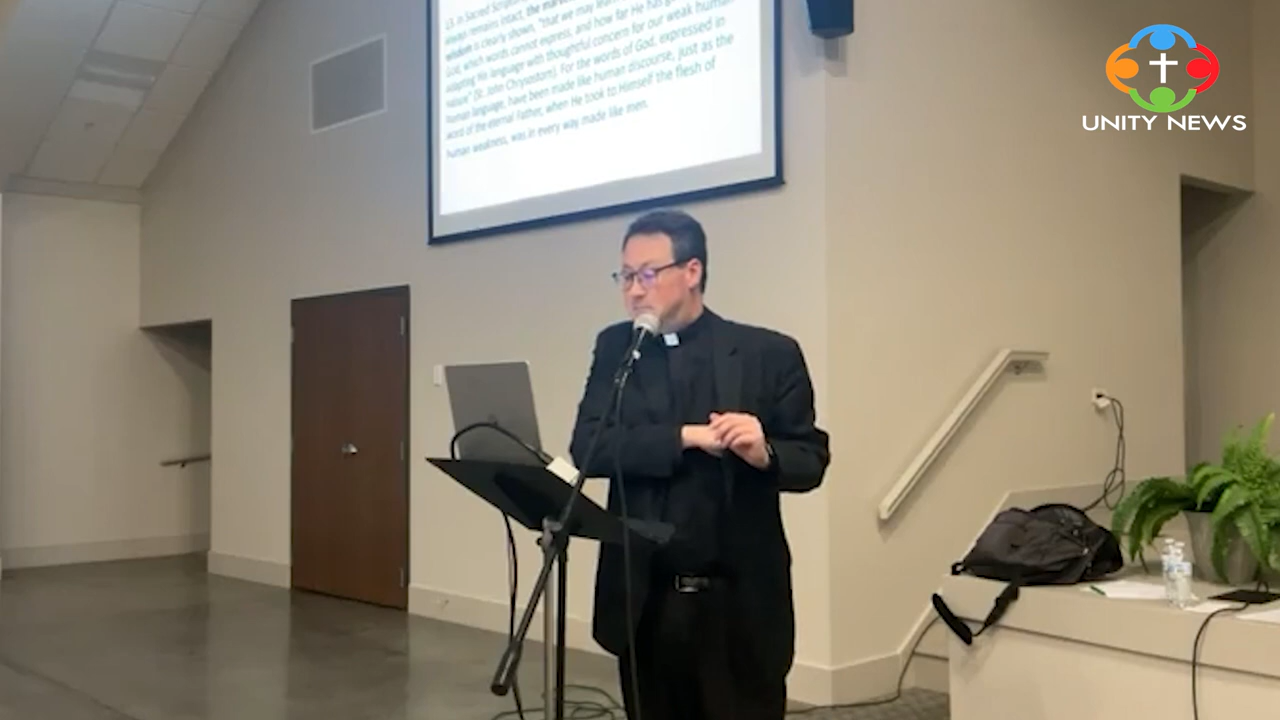 13. In Sacred Scripture
always remains intact, the marve
wisdom is clearly shown, "that we may learn
God, which words cannot express, and how far He has go
adapting His language with thoughtful concern for our weak human
nature" (St. John Chrysostom). For the words of God, expressed in
human language, have been made like human discourse, just as the
word of the eternal Father, when He took to Himself the flesh of
human weakness, was in every way made like men.
UNITY NEWS